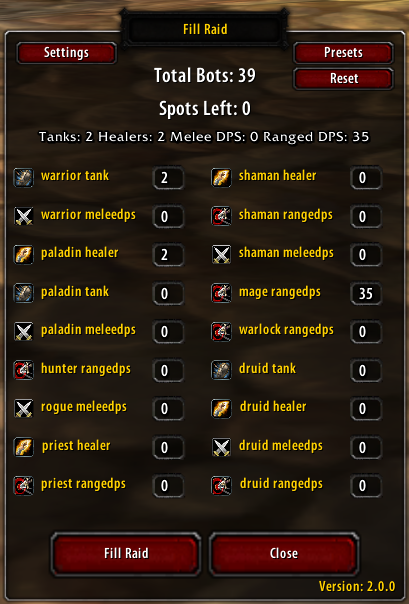 Fill Raid
Settings
Presets
Total Bots: 39
Reset
Spots Left: 0
Tanks: 2 Healers: 2 Melee DPS: 0 Ranged DPS: 35
warrior tank 2 shaman healer 0
warrior meleedps 0 shaman rangedps 0
paladin healer 2 shaman meleedps 0
paladin tank 0 mage rangedps 35
paladin meleedps 0 warlock rangedps 0
hunter rangedps 0 druid tank 0
rogue meleedps 0 druid healer 0
priest healer 0 druid meleedps 0
priest rangedps 0 druid rangedps 0
Fill Raid Close
Version: 2.0.0